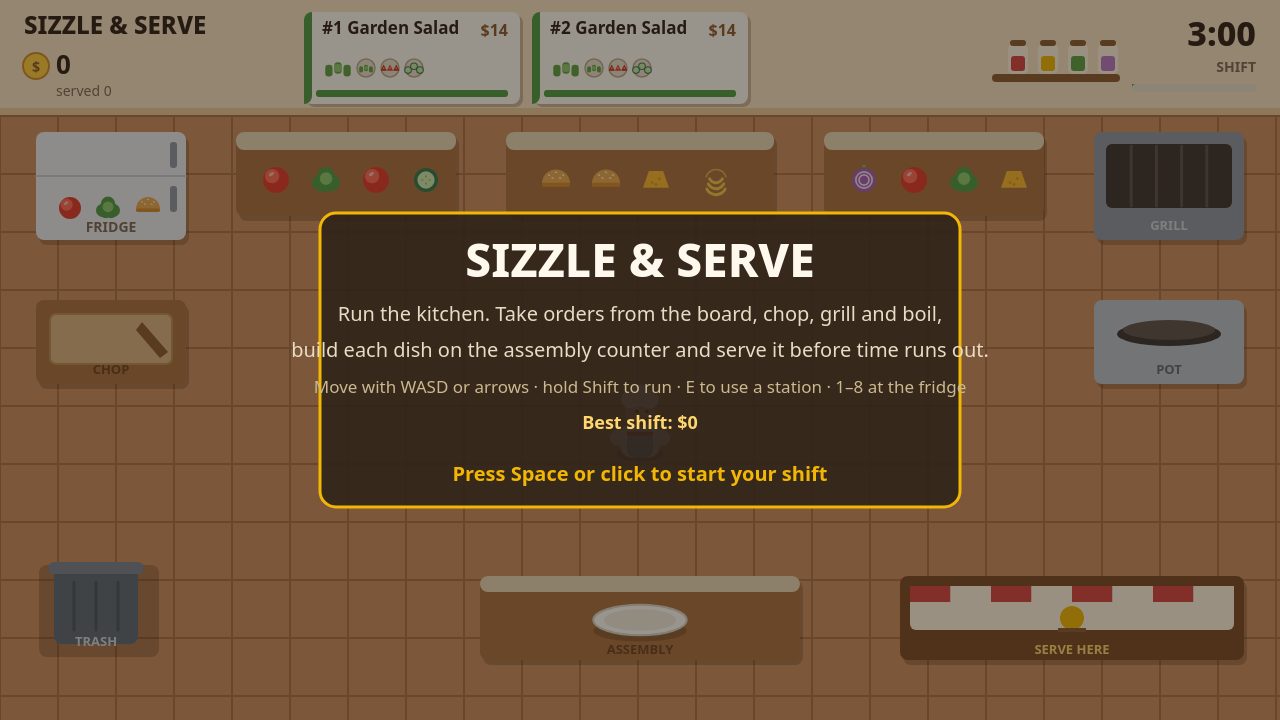 SIZZLE & SERVE
$ 0
served 0
#1 Garden Salad $14
#2 Garden Salad $14
3:00
SHIFT
FRIDGE
GRILL
CHOP
POT
SIZZLE & SERVE
Run the kitchen. Take orders from the board, chop, grill and boil,
build each dish on the assembly counter and serve it before time runs out.
Move with WASD or arrows · hold Shift to run · E to use a station · 1–8 at the fridge
Best shift: $0
Press Space or click to start your shift
TRASH
ASSEMBLY
SERVE HERE